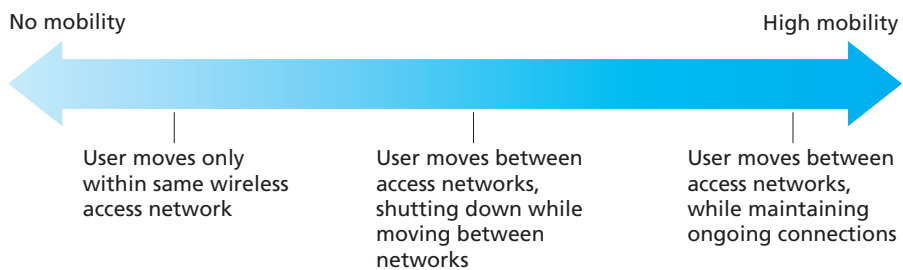 No mobility
High mobility
User moves only
within same wireless
access network
User moves between
access networks,
shutting down while
moving between
networks
User moves between
access networks,
while maintaining
ongoing connections